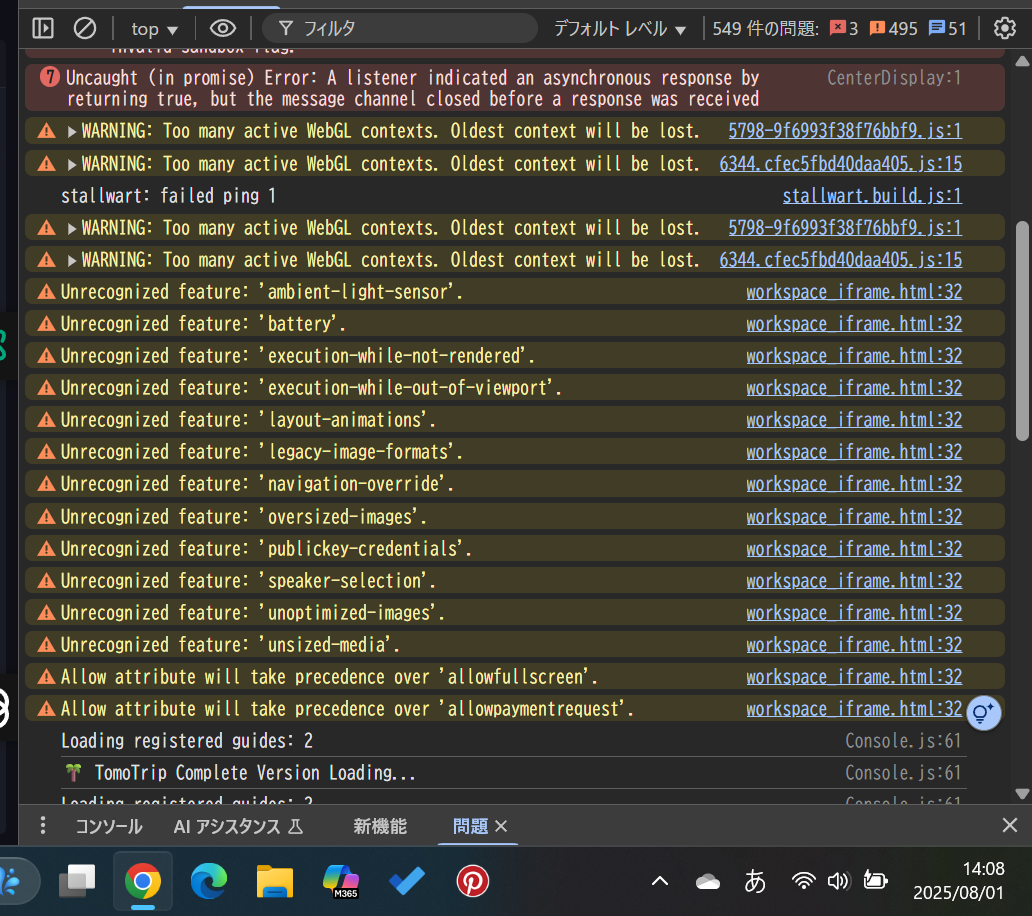 top ▼
フィルタ
デフォルト レベル ▼
549 件の問題: 3 495 51
Invalid sandbox flag.
7 Uncaught (in promise) Error: A listener indicated an asynchronous response by CenterDisplay:1
returning true, but the message channel closed before a response was received
▶WARNING: Too many active WebGL contexts. Oldest context will be lost. 5798-9f6993f38f76bbf9.js:1
▶WARNING: Too many active WebGL contexts. Oldest context will be lost. 6344.cfec5fbd40daa405.js:15
stallwart: failed ping 1 stallwart.build.js:1
▶WARNING: Too many active WebGL contexts. Oldest context will be lost. 5798-9f6993f38f76bbf9.js:1
▶WARNING: Too many active WebGL contexts. Oldest context will be lost. 6344.cfec5fbd40daa405.js:15
Unrecognized feature: 'ambient-light-sensor'. workspace_iframe.html:32
Unrecognized feature: 'battery'. workspace_iframe.html:32
Unrecognized feature: 'execution-while-not-rendered'. workspace_iframe.html:32
Unrecognized feature: 'execution-while-out-of-viewport'. workspace_iframe.html:32
Unrecognized feature: 'layout-animations'. workspace_iframe.html:32
Unrecognized feature: 'legacy-image-formats'. workspace_iframe.html:32
Unrecognized feature: 'navigation-override'. workspace_iframe.html:32
Unrecognized feature: 'oversized-images'. workspace_iframe.html:32
Unrecognized feature: 'publickey-credentials'. workspace_iframe.html:32
Unrecognized feature: 'speaker-selection'. workspace_iframe.html:32
Unrecognized feature: 'unoptimized-images'. workspace_iframe.html:32
Unrecognized feature: 'unsized-media'. workspace_iframe.html:32
Allow attribute will take precedence over 'allowfullscreen'. workspace_iframe.html:32
Allow attribute will take precedence over 'allowpaymentrequest'. workspace_iframe.html:32
Loading registered guides: 2 Console.js:61
🌴 TomoTrip Complete Version Loading... Console.js:61
Loading registered guides: 2 Console.js:61
コンソール AI アシスタンス 新機能 問題 ×
M365
あ
14:08
2025/08/01